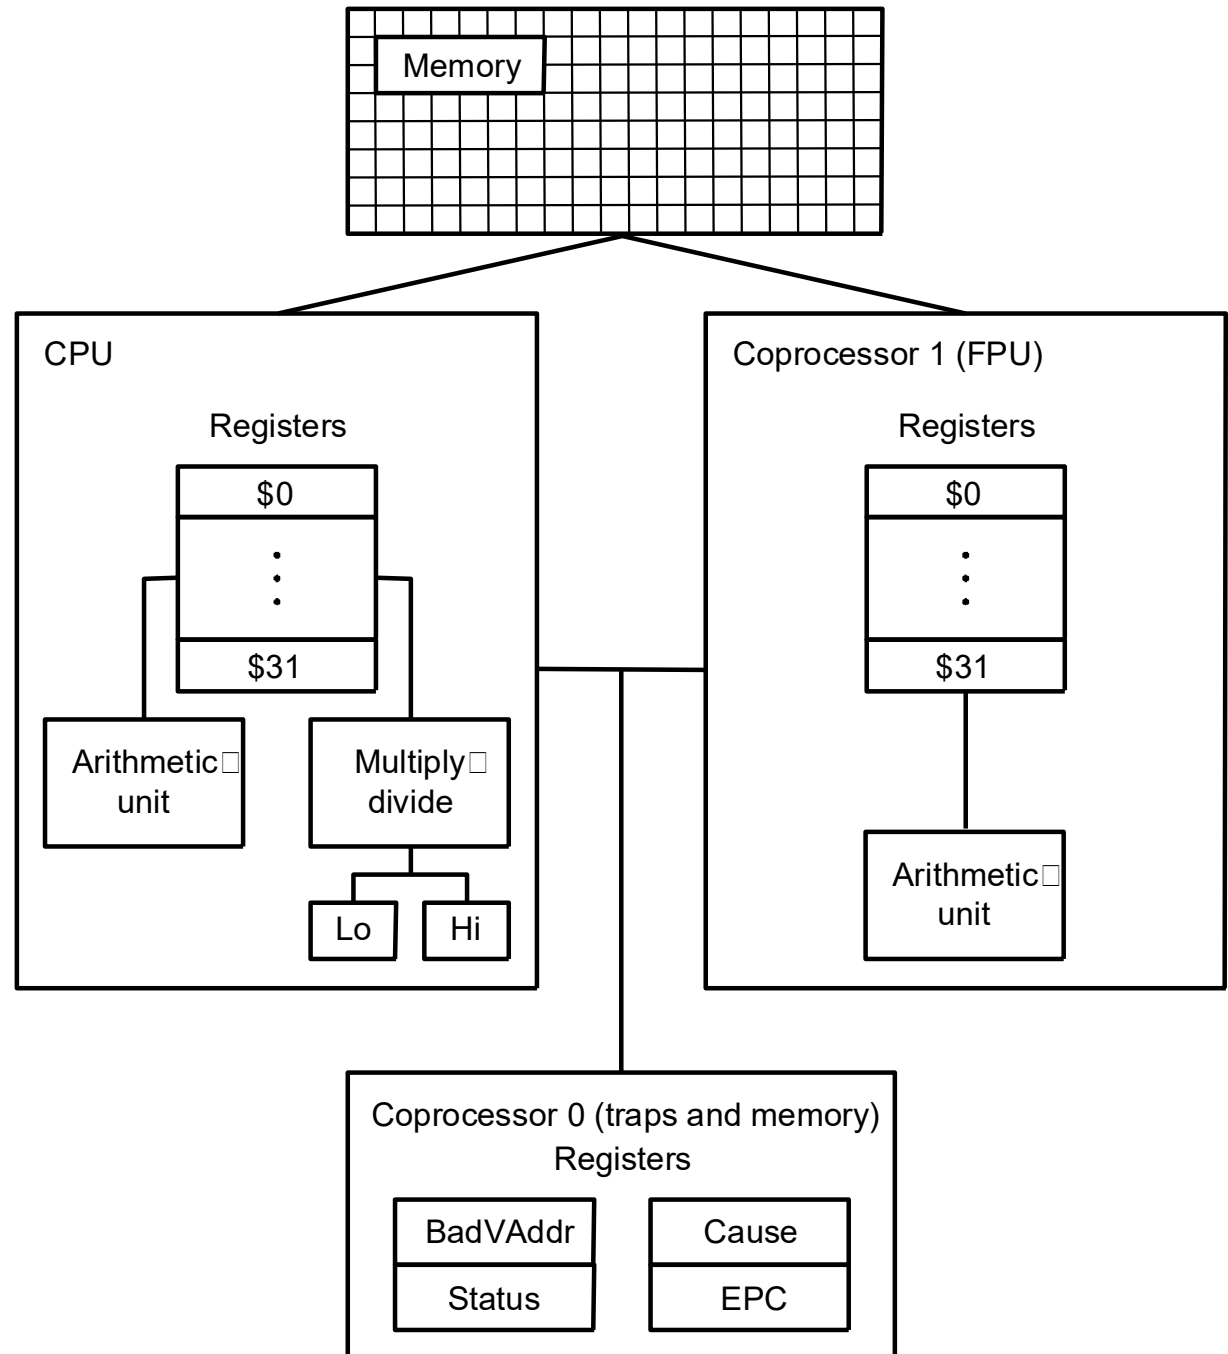 Memory
CPU
Registers
$0
$31
Arithmetic□
unit
Multiply□
divide
Lo
Hi
Coprocessor 1 (FPU)
Registers
$0
$31
Arithmetic□
unit
Coprocessor 0 (traps and memory)
Registers
BadVAddr
Cause
Status
EPC